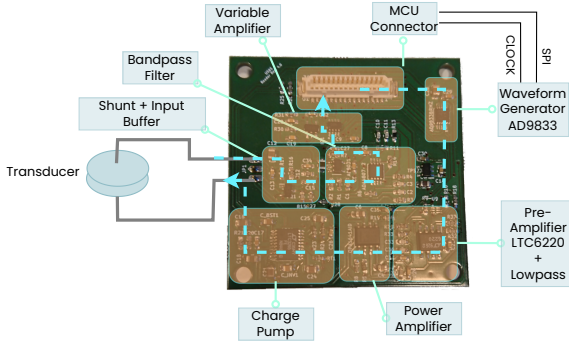 Variable
Amplifier
MCU
Connector
Bandpass
Filter
CLOCK
SPI
Shunt + Input
Buffer
Waveform
Generator
AD9833
Transducer
Pre-
Amplifier
LTC6220
+
Lowpass
Charge
Pump
Power
Amplifier